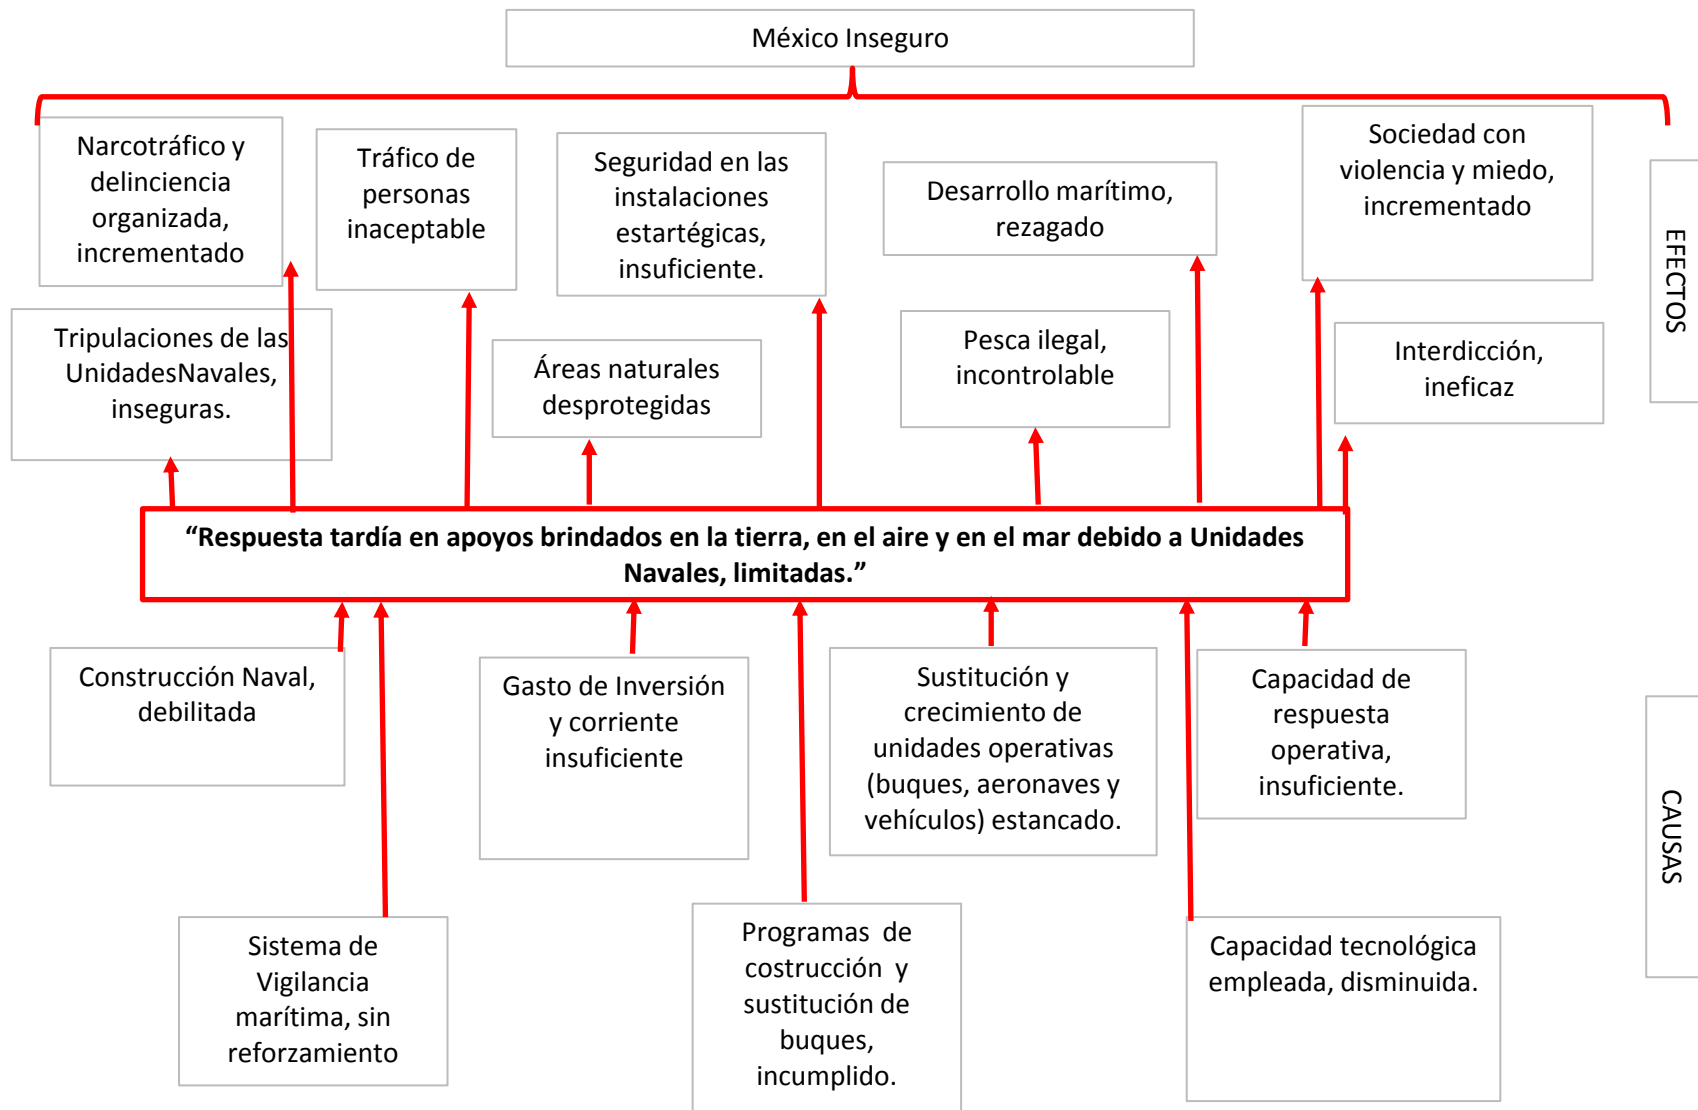 México Inseguro
Narcotráfico y
delinciencia
organizada,
incrementado
Tráfico de
personas
inaceptable
Seguridad en las
instalaciones
estartégicas,
insuficiente.
Desarrollo marítimo,
rezagado
Sociedad con
violencia y miedo,
incrementado
EFECTOS
Tripulaciones de las
UnidadesNavales,
inseguras.
Áreas naturales
desprotegidas
Pesca ilegal,
incontrolable
Interdicción,
ineficaz
“Respuesta tardía en apoyos brindados en la tierra, en el aire y en el mar debido a Unidades
Navales, limitadas.”
Construcción Naval,
debilitada
Gasto de Inversión
y corriente
insuficiente
Sustitución y
crecimiento de
unidades operativas
(buques, aeronaves y
vehículos) estancado.
Capacidad de
respuesta
operativa,
insuficiente.
CAUSAS
Sistema de
Vigilancia
marítima, sin
reforzamiento
Programas de
costrucción y
sustitución de
buques,
incumplido.
Capacidad tecnológica
empleada, disminuida.